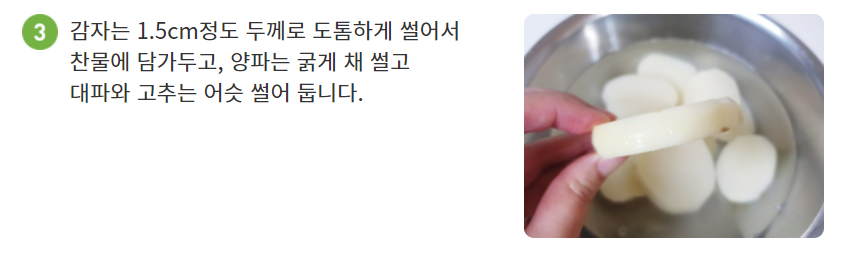 3
감자는 1.5cm정도 두께로 도톰하게 썰어서
찬물에 담가두고, 양파는 굵게 채 썰고
대파와 고추는 어슷 썰어 둡니다.